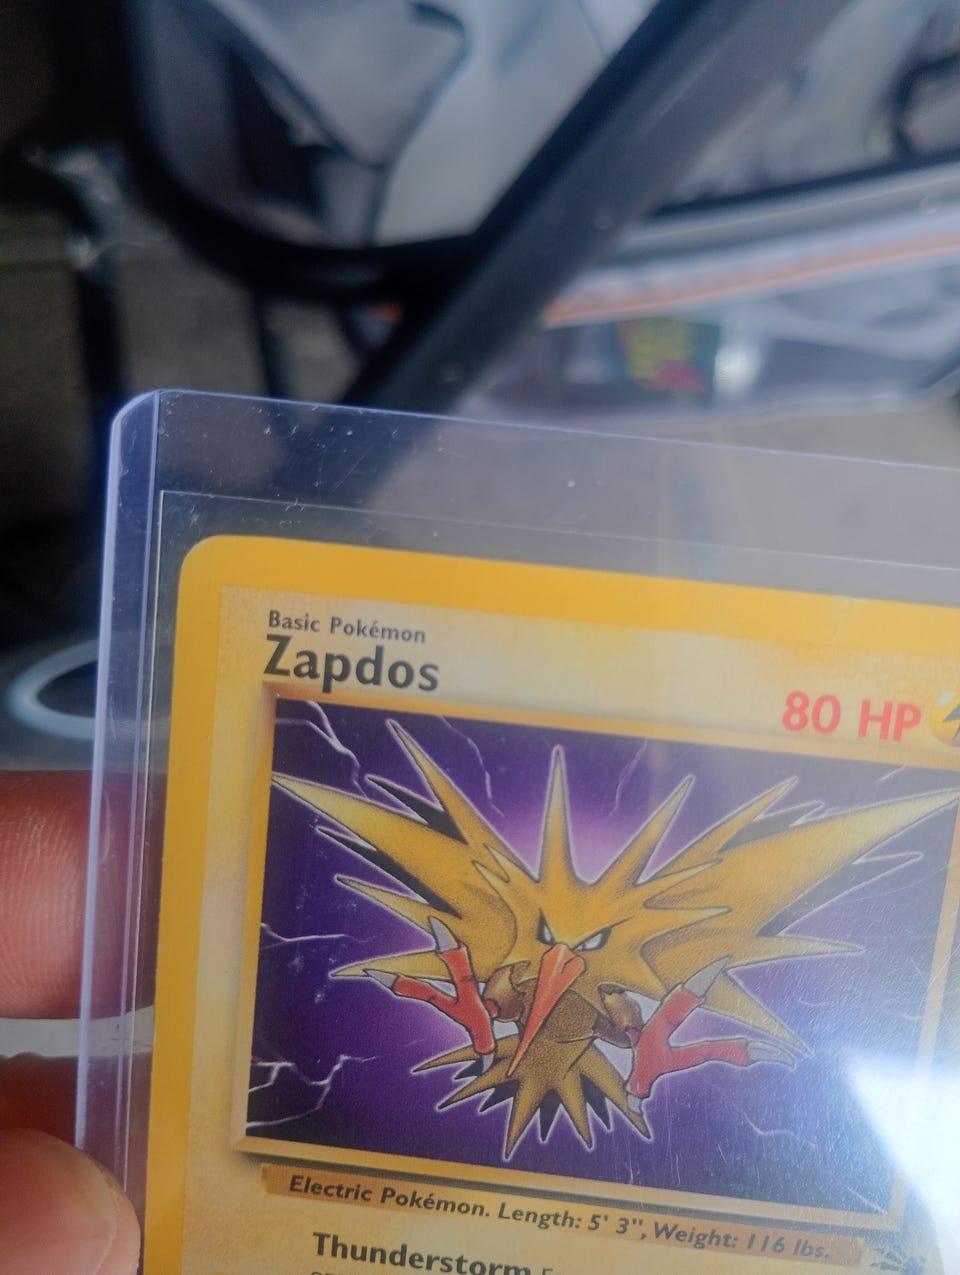 Basic Pokémon
Zapdos
80 HP
Electric Pokémon. Length: 5' 3", Weight: 116 lbs.
Thunderstorm